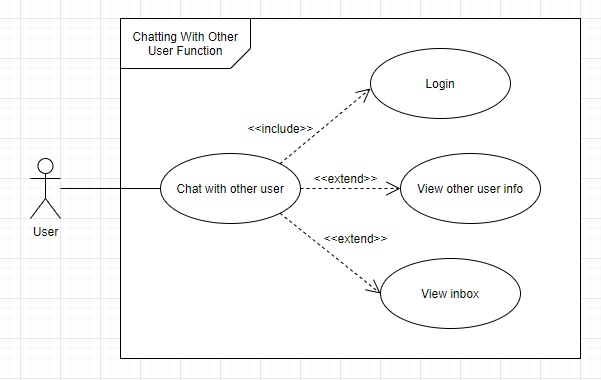 Chatting With Other
User Function
Login
<<include>>
Chat with other user
<<extend>>
View other user info
User
<<extend>>
View inbox